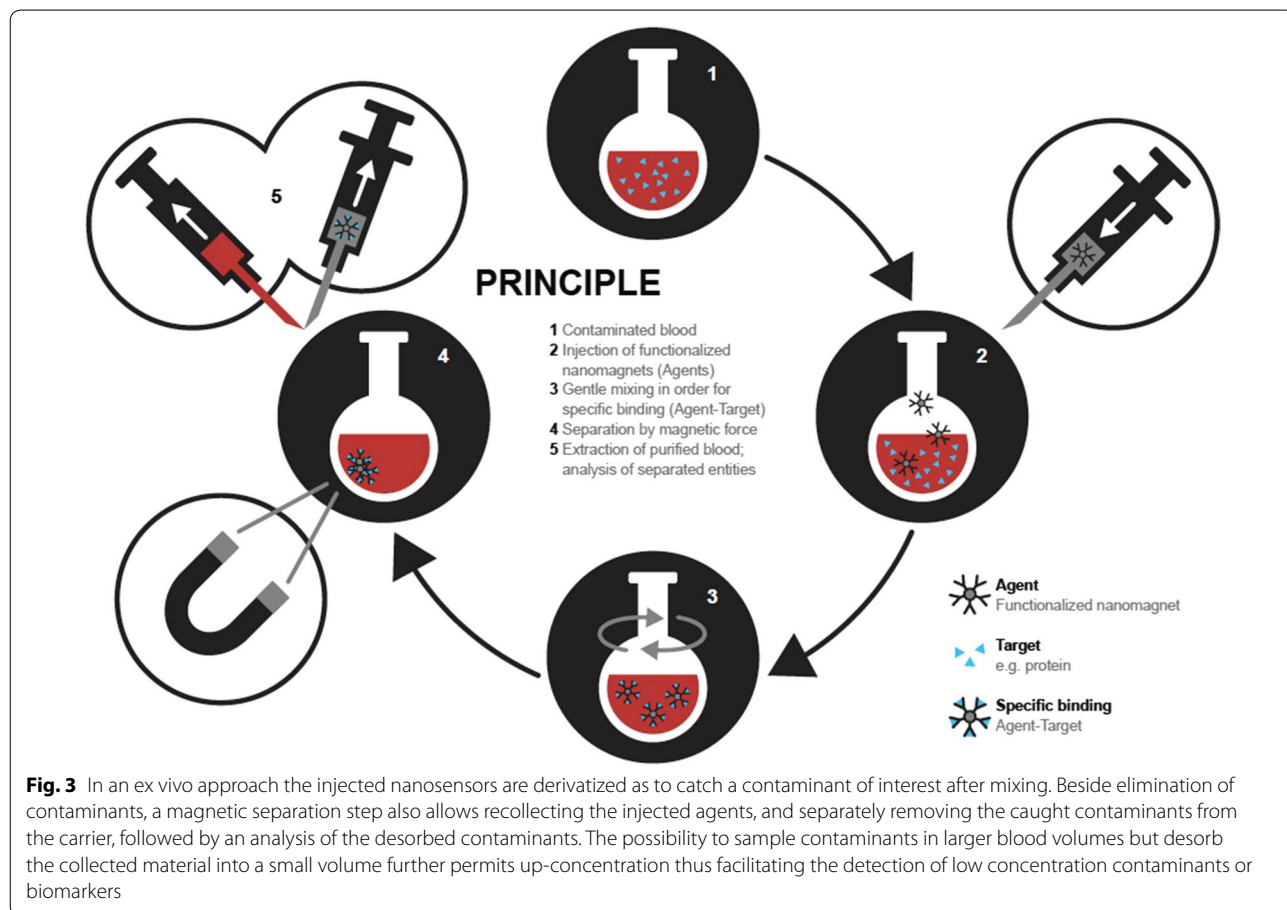 1
5
PRINCIPLE
1 Contaminated blood
2 Injection of functionalized
nanomagnets (Agents)
3 Gentle mixing in order for
specific binding (Agent-Target)
4 Separation by magnetic force
5 Extraction of purified blood;
analysis of separated entities
4
2
3
Agent
Functionalized nanomagnet
Target
e.g. protein
Specific binding
Agent-Target
Fig. 3 In an ex vivo approach the injected nanosensors are derivatized as to catch a contaminant of interest after mixing. Beside elimination of
contaminants, a magnetic separation step also allows recollecting the injected agents, and separately removing the caught contaminants from
the carrier, followed by an analysis of the desorbed contaminants. The possibility to sample contaminants in larger blood volumes but desorb
the collected material into a small volume further permits up-concentration thus facilitating the detection of low concentration contaminants or
biomarkers